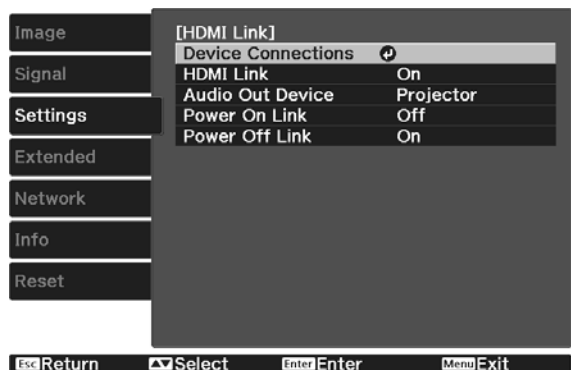 Image
Signal
Settings
Extended
Network
Info
Reset
[HDMI Link]
Device Connections
HDMI Link On
Audio Out Device Projector
Power On Link Off
Power Off Link On
Esc Return Select Enter Enter Menu Exit